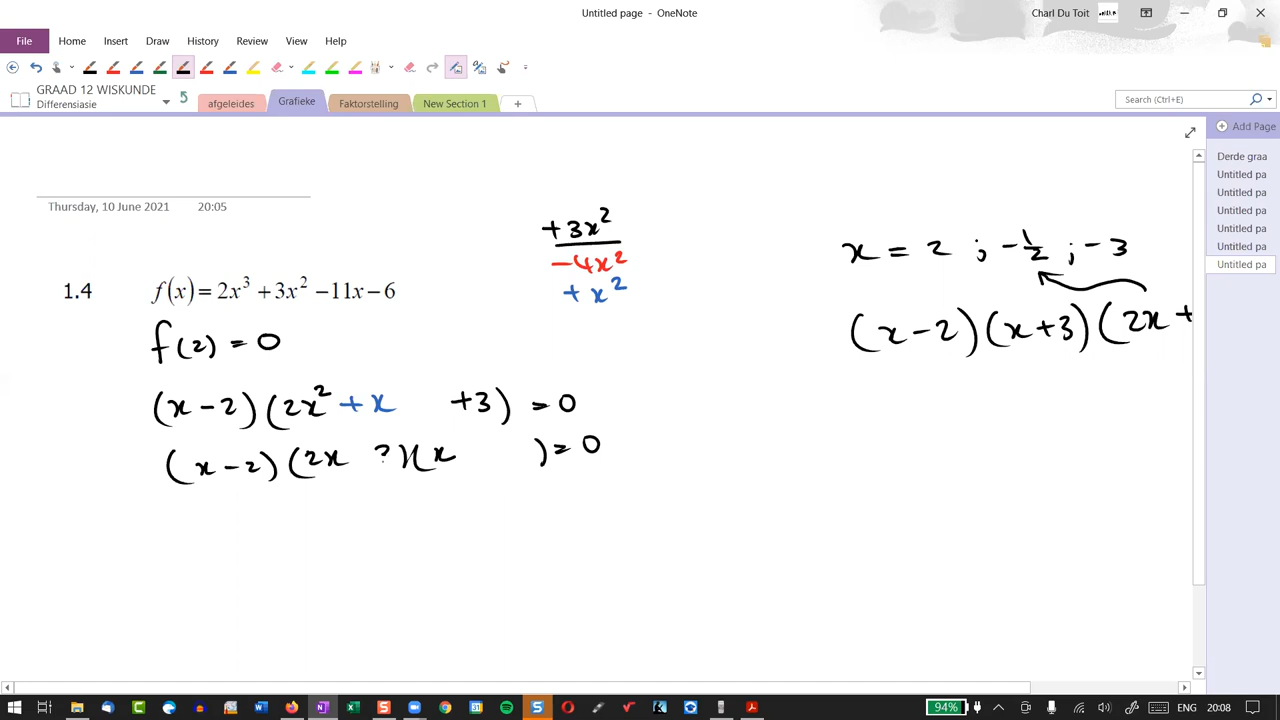 Untitled page - OneNote
Charl Du Toit
File Home Insert Draw History Review View Help
GRAAD 12 WISKUNDE
Differensiasie
afgeleides Grafieke Faktorstelling New Section 1 +
Search (Ctrl+E)
Add Page
Derde graa
Untitled pa
Untitled pa
Untitled pa
Untitled pa
Untitled pa
Untitled pa
Thursday, 10 June 2021 20:05
+3x²
-4x²
+x²
x = 2 ; -½ ; -3
(x-2)(x+3)(2x+
1.4 f(x) = 2x³ + 3x² - 11x - 6
f(2) = 0
(x-2)(2x² + x +3) = 0
(x-2)(2x ?)(x ) = 0
94%
ENG 20:08